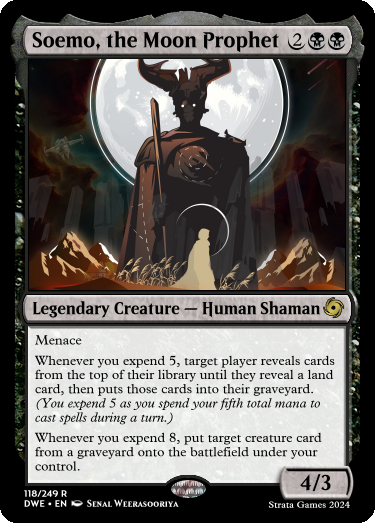 Soemo, the Moon Prophet 2
Legendary Creature — Human Shaman
Menace
Whenever you expend 5, target player reveals cards
from the top of their library until they reveal a land
card, then puts those cards into their graveyard.
(You expend 5 as you spend your fifth total mana to
cast spells during a turn.)
Whenever you expend 8, put target creature card
from a graveyard onto the battlefield under your
control.
4/3
118/249 R
DWE • EN Senal Weerasooriya
Strata Games 2024